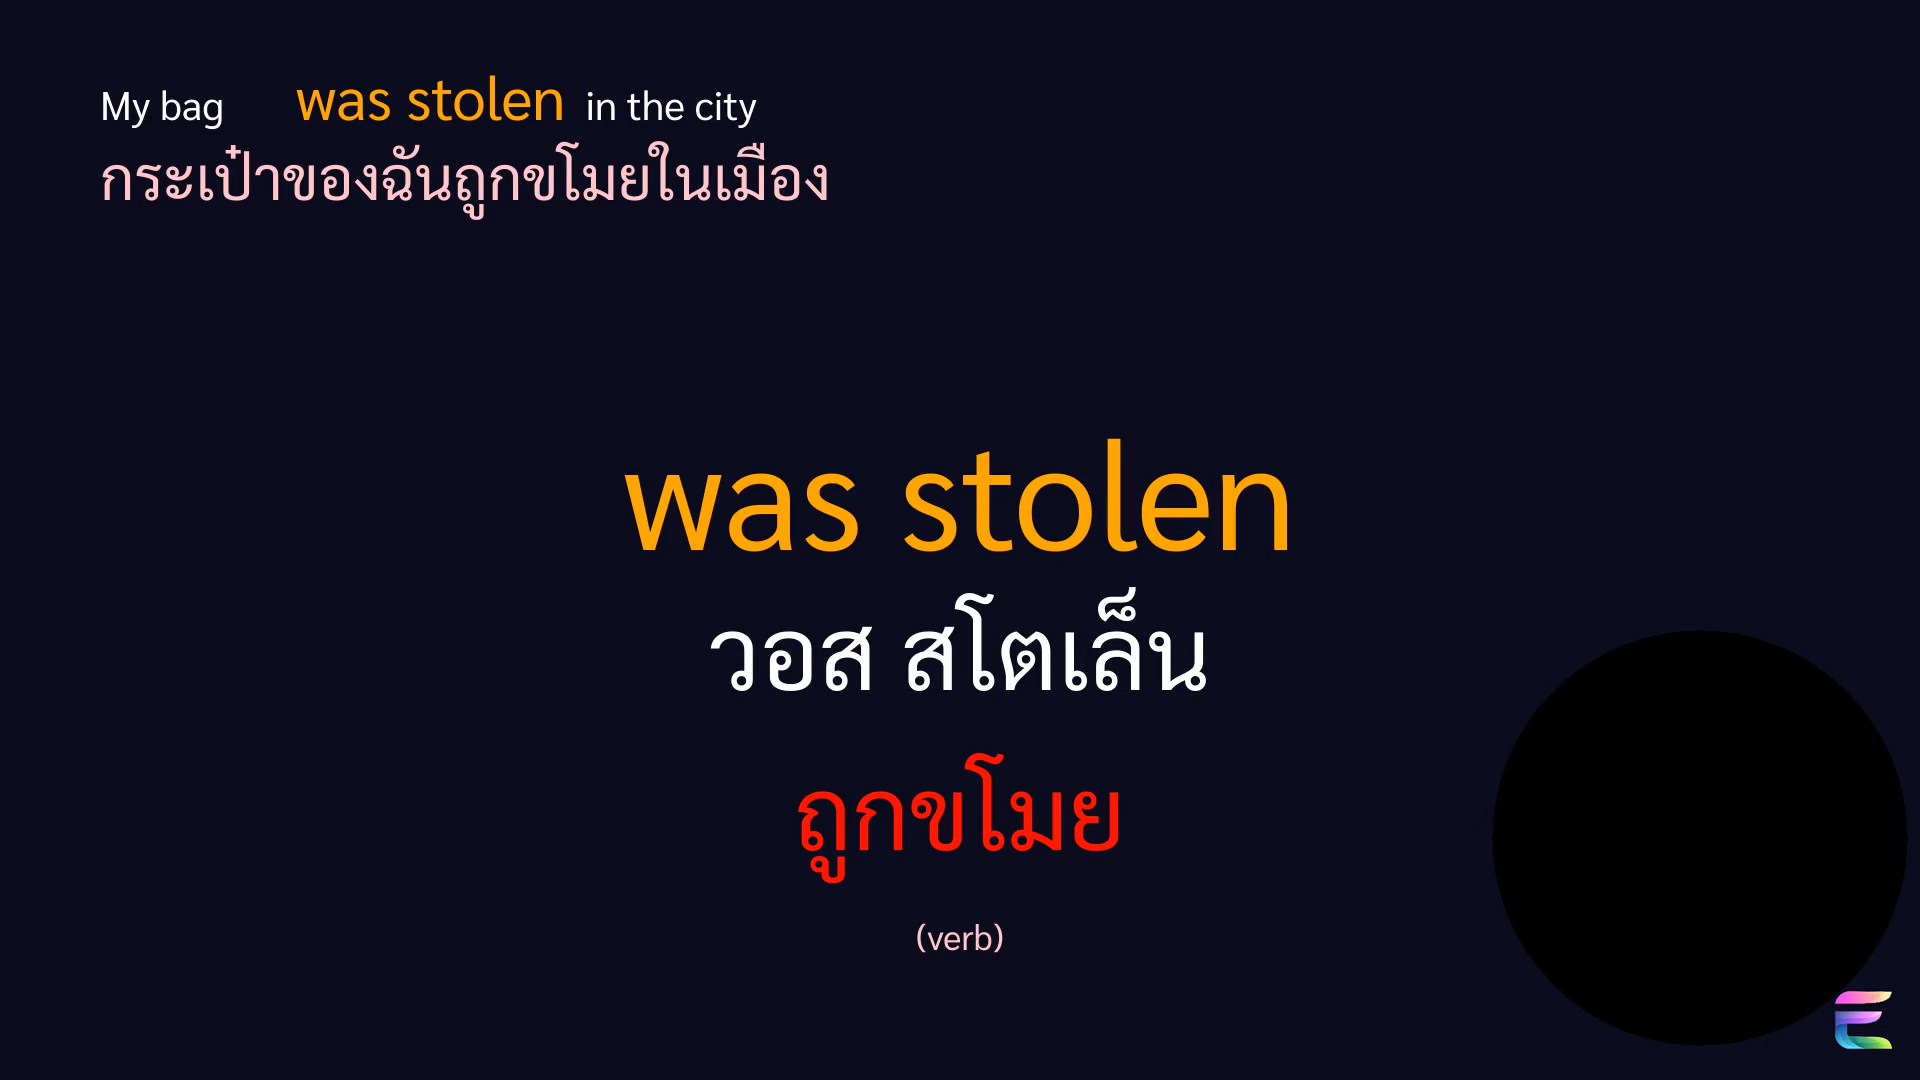 My bag was stolen in the city
กระเป๋าของฉันถูกขโมยในเมือง
was stolen
วอส สโตเล็น
ถูกขโมย
(verb)